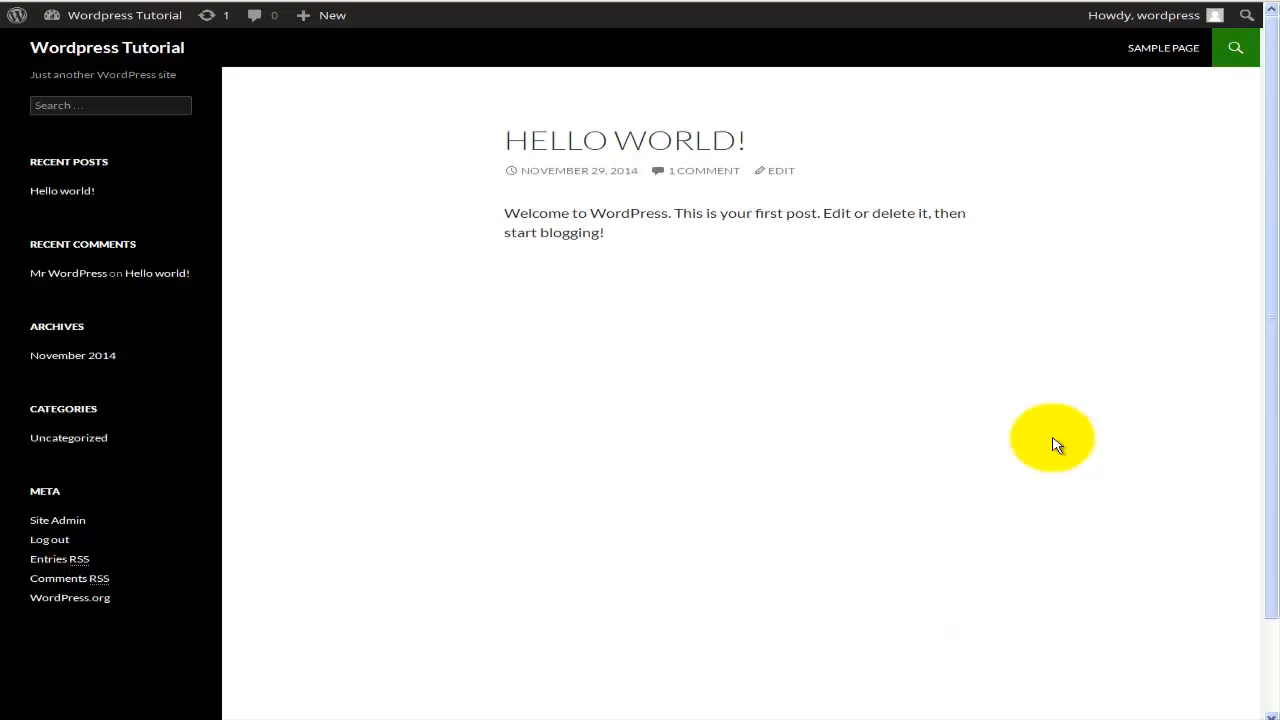 Wordpress Tutorial 1 0 New Howdy, wordpress
Wordpress Tutorial
SAMPLE PAGE
Just another WordPress site
Search ...
RECENT POSTS
Hello world!
RECENT COMMENTS
Mr WordPress on Hello world!
ARCHIVES
November 2014
CATEGORIES
Uncategorized
META
Site Admin
Log out
Entries RSS
Comments RSS
WordPress.org
HELLO WORLD!
NOVEMBER 29, 2014 1 COMMENT EDIT
Welcome to WordPress. This is your first post. Edit or delete it, then
start blogging!